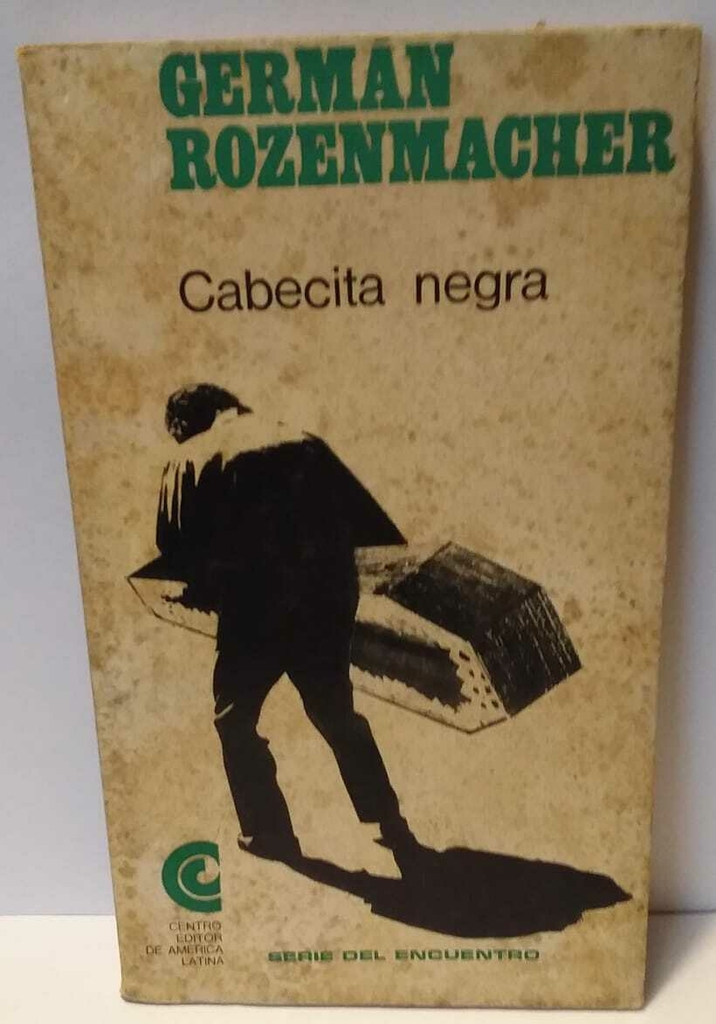 GERMAN
ROZENMACHER
Cabecita negra
CENTRO
EDITOR
DE AMERICA
LATINA
SERIE DEL ENCUENTRO